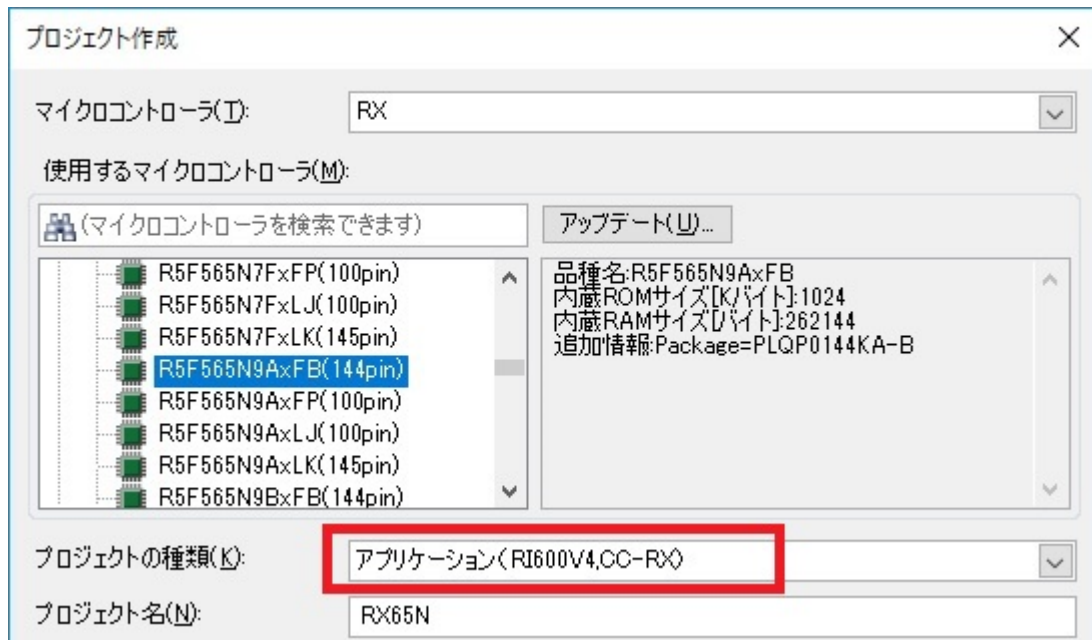 プロジェクト作成
マイクロコントローラ(T):
RX
使用するマイクロコントローラ(M):
(マイクロコントローラを検索できます)
アップデート(U)...
R5F565N7FxFP(100pin)
R5F565N7FxLJ(100pin)
R5F565N7FxLK(145pin)
R5F565N9AxFB(144pin)
R5F565N9AxFP(100pin)
R5F565N9AxLJ(100pin)
R5F565N9AxLK(145pin)
R5F565N9BxFB(144pin)
品種名:R5F565N9AxFB
内蔵ROMサイズ[Kバイト]:1024
内蔵RAMサイズ[バイト]:262144
追加情報:Package=PLQP0144KA-B
プロジェクトの種類(K):
アプリケーション(RI600V4,CC-RX)
プロジェクト名(N):
RX65N